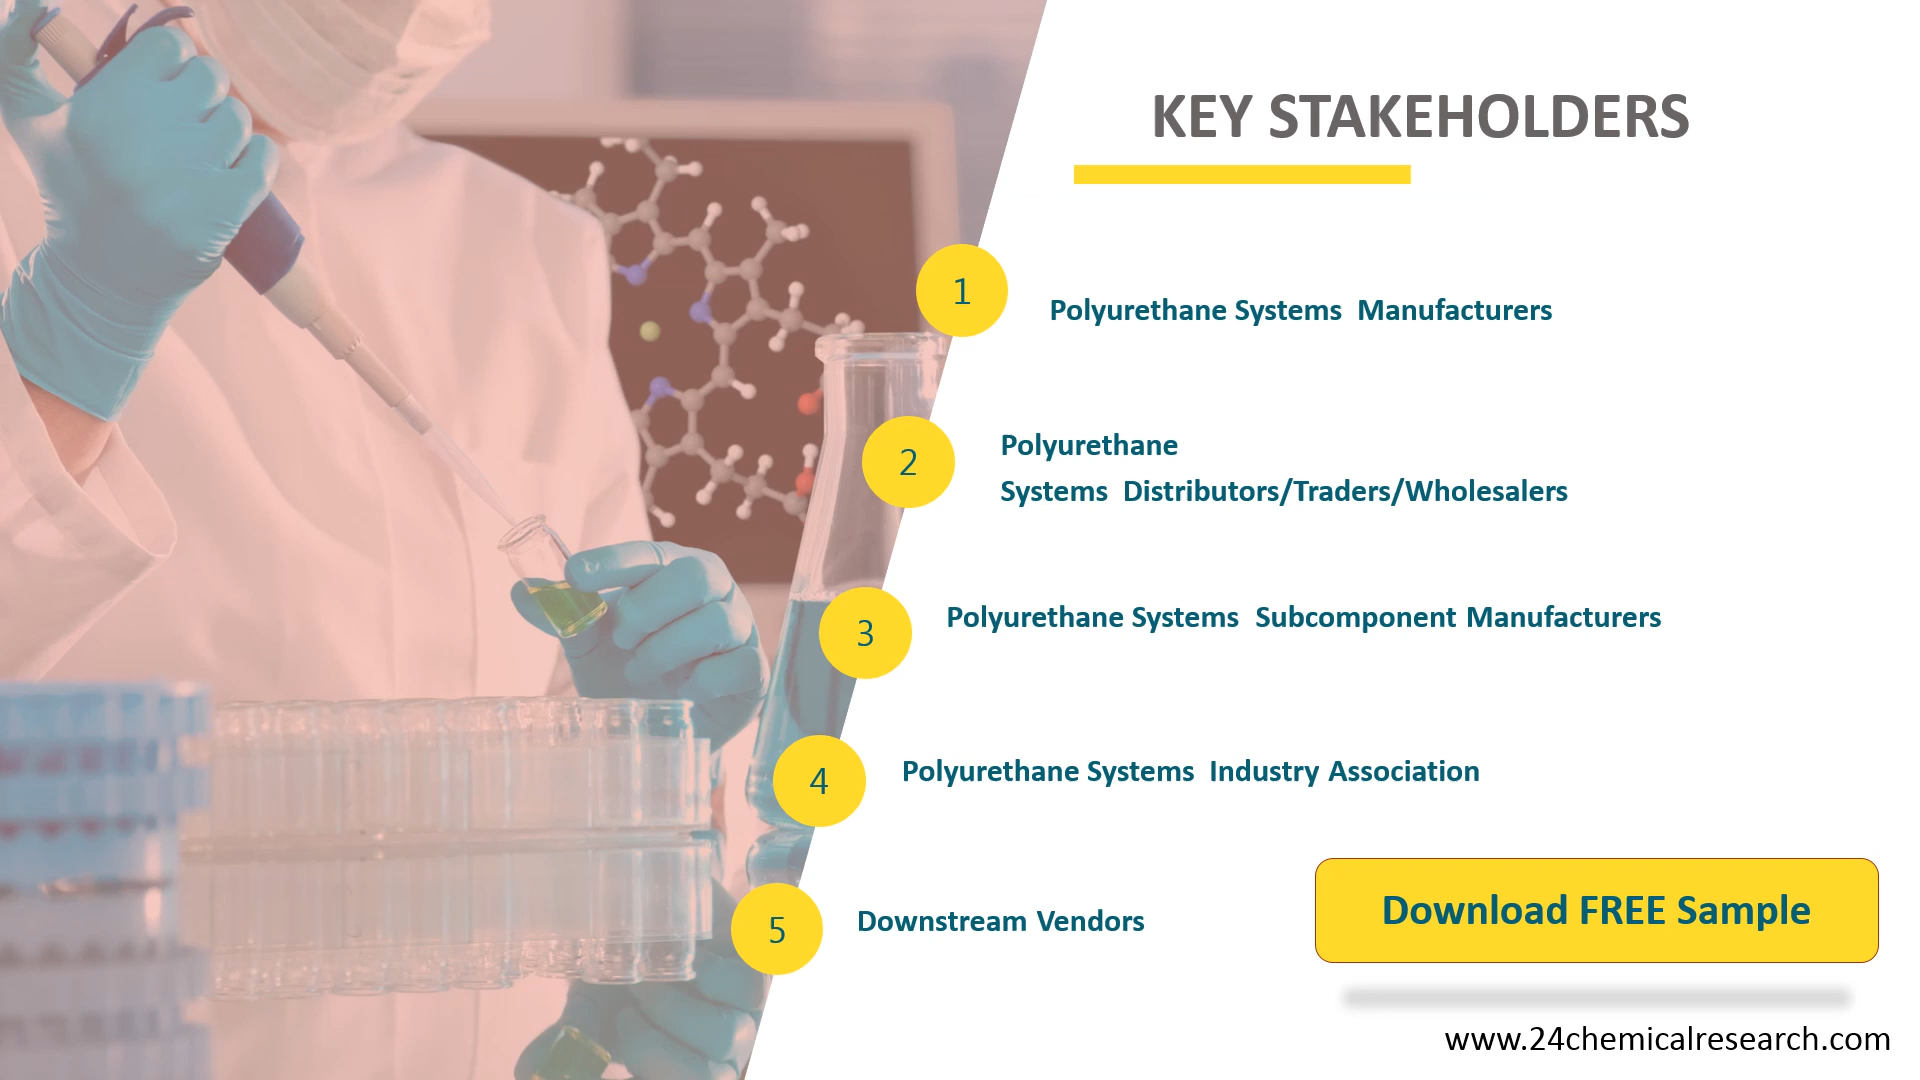 KEY STAKEHOLDERS
1
Polyurethane Systems  Manufacturers
2
Polyurethane
Systems  Distributors/Traders/Wholesalers
3
Polyurethane Systems  Subcomponent Manufacturers
4
Polyurethane Systems  Industry Association
5
Downstream Vendors
Download FREE Sample
www.24chemicalresearch.com